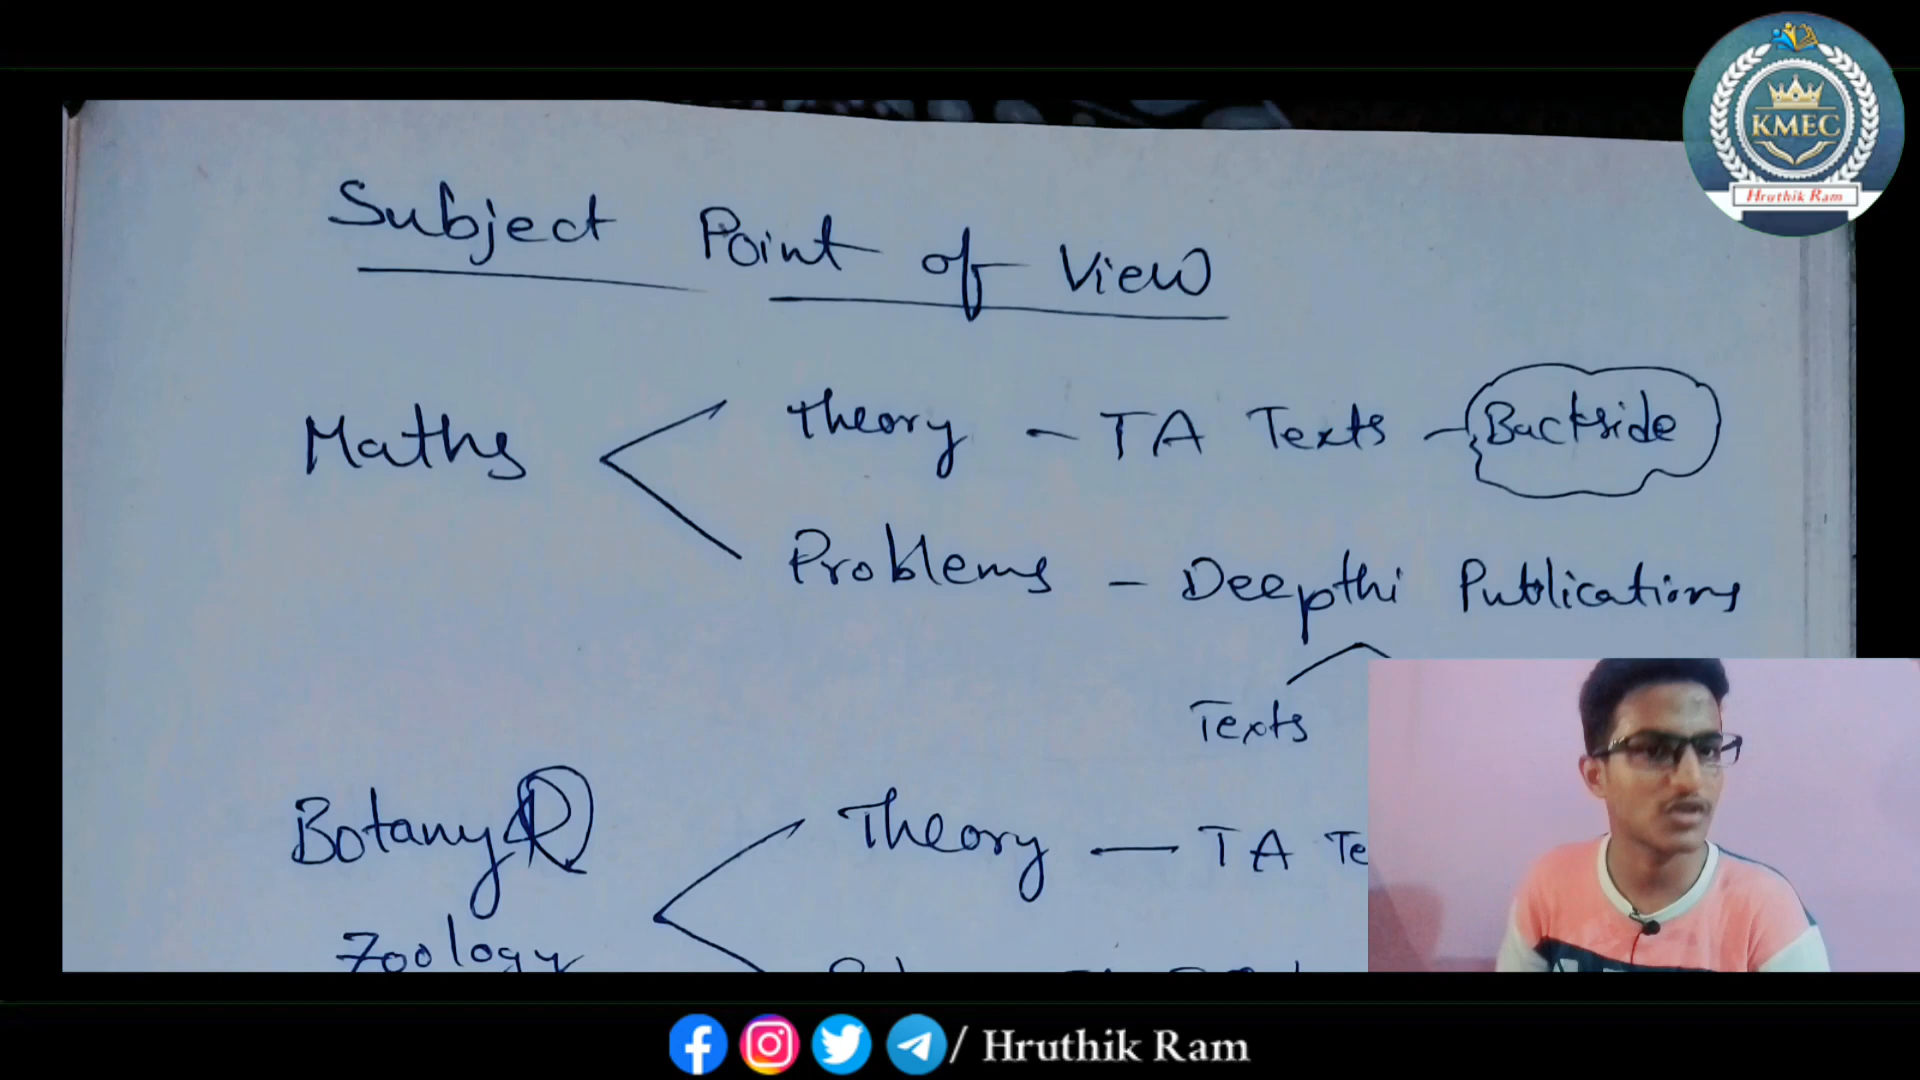 KMEC
Hruthik Ram
Subject Point of View
Maths
Theory - TA Texts - Backside
Problems - Deepthi Publications
Texts
Botany &
Zoology
Theory - TA Te
/ Hruthik Ram